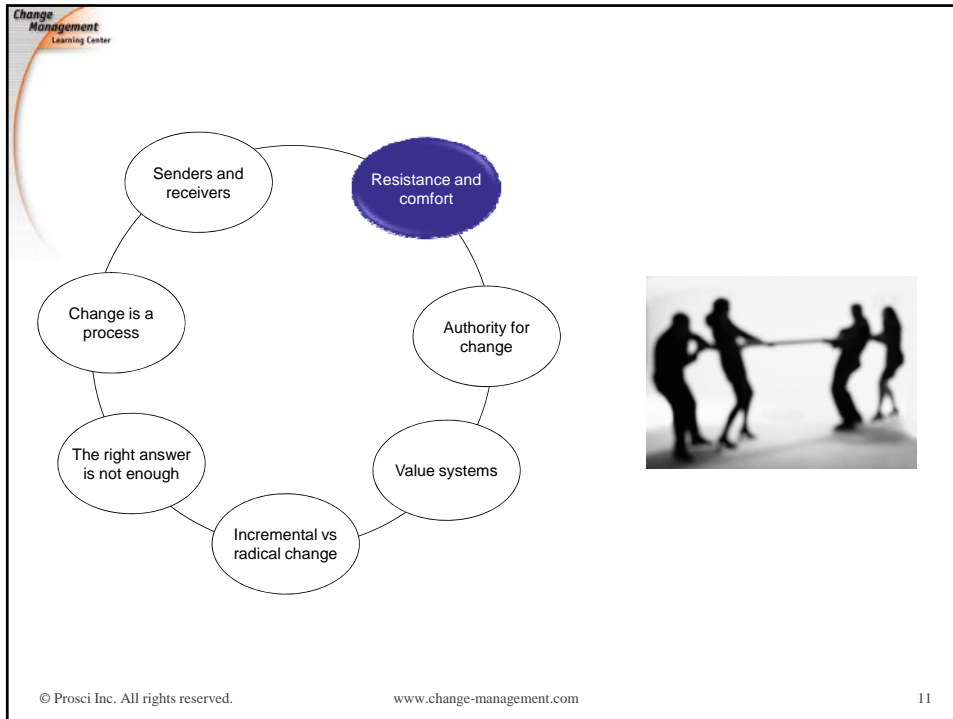 Change
Management
Learning Center
Senders and
receivers
Resistance and
comfort
Change is a
process
Authority for
change
The right answer
is not enough
Value systems
Incremental vs
radical change
© Prosci Inc. All rights reserved.
www.change-management.com
11